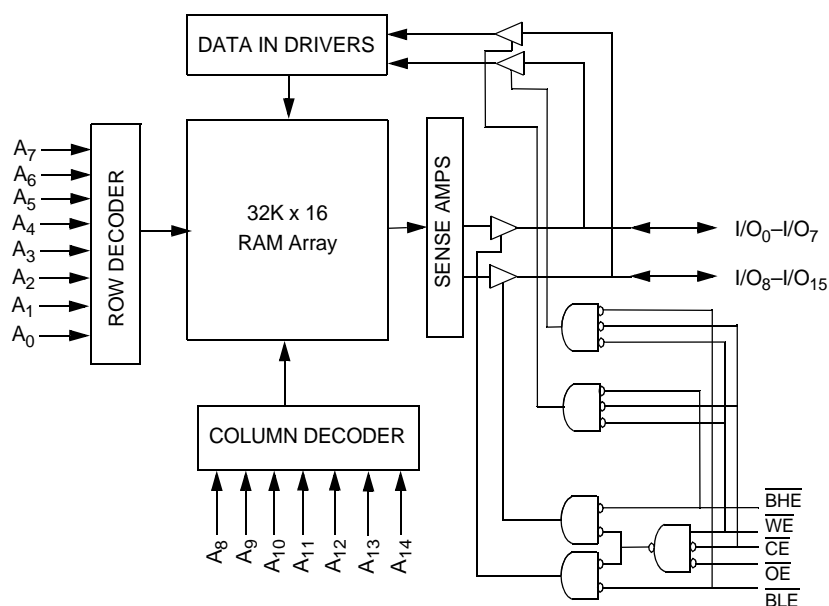 DATA IN DRIVERS
A7
A6
A5
A4
A3
A2
A1
A0
ROW DECODER
32K x 16
RAM Array
SENSE AMPS
I/O0–I/O7
I/O8–I/O15
COLUMN DECODER
A8
A9
A10
A11
A12
A13
A14
BHE
WE
CE
OE
BLE